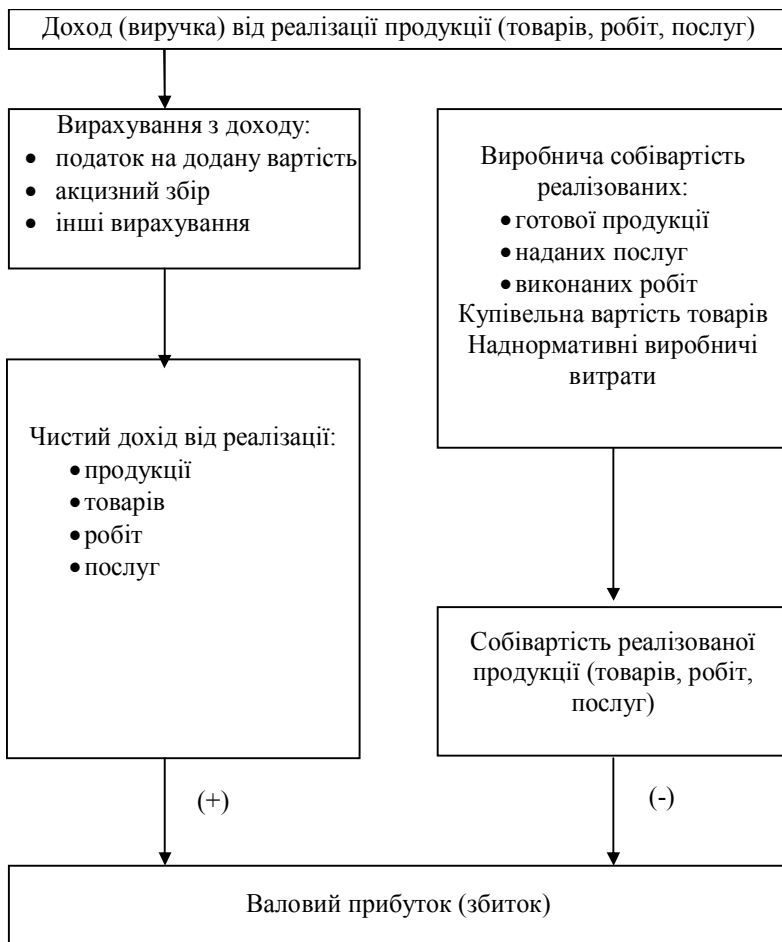 Доход (виручка) від реалізації продукції (товарів, робіт, послуг)
Вирахування з доходу:
• податок на додану вартість
• акцизний збір
• інші вирахування
Виробнича собівартість
реалізованих:
• готової продукції
• наданих послуг
• виконаних робіт
Купівельна вартість товарів
Наднормативні виробничі
витрати
Чистий дохід від реалізації:
• продукції
• товарів
• робіт
• послуг
Собівартість реалізованої
продукції (товарів, робіт,
послуг)
(+)
(-)
Валовий прибуток (збиток)